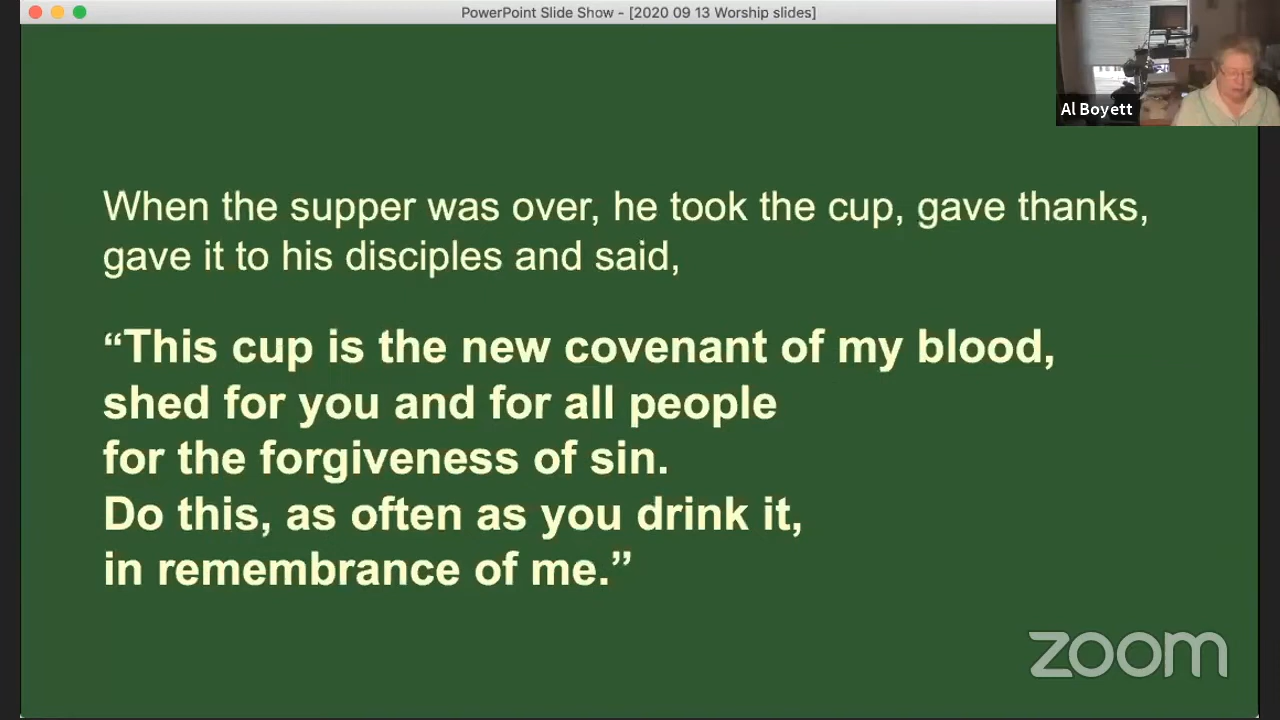 PowerPoint Slide Show - [2020 09 13 Worship slides]
Al Boyett
When the supper was over, he took the cup, gave thanks,
gave it to his disciples and said,
“This cup is the new covenant of my blood,
shed for you and for all people
for the forgiveness of sin.
Do this, as often as you drink it,
in remembrance of me.”
zoom